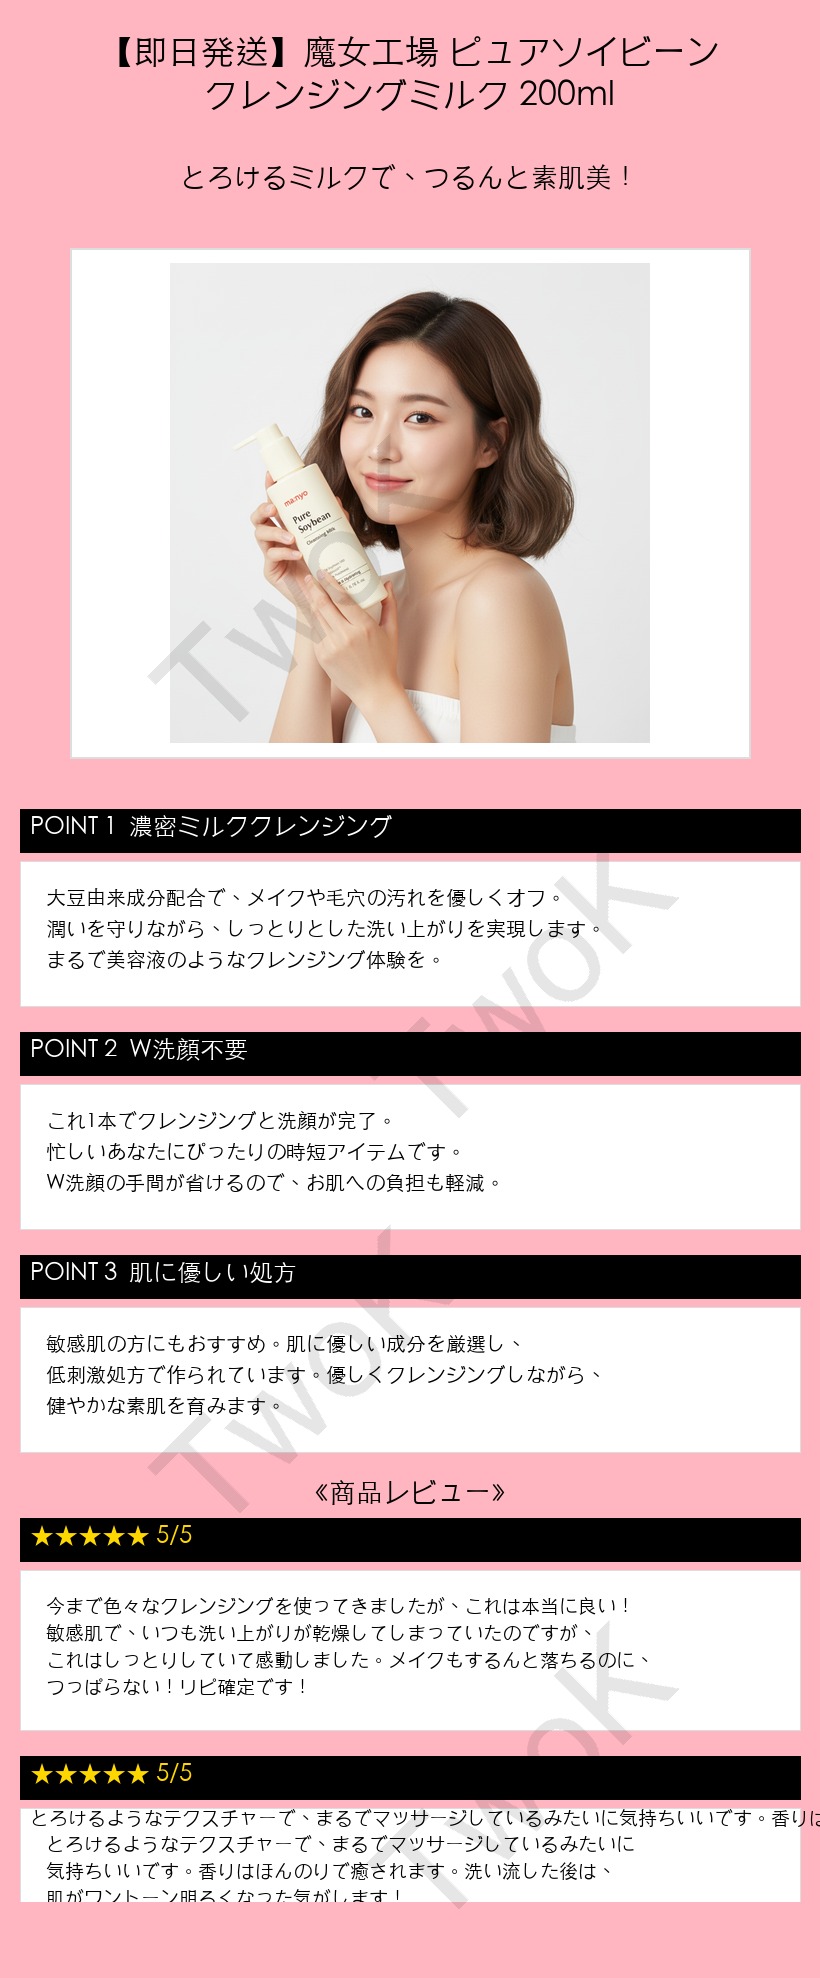 【即日発送】魔女工場 ピュアソイビーン
クレンジングミルク 200ml
とろけるミルクで、つるんと素肌美！
ma:nyo
Pure
Soybean
Cleansing Milk
TwoK
POINT 1 濃密ミルククレンジング
大豆由来成分配合で、メイクや毛穴の汚れを優しくオフ。
潤いを守りながら、しっとりとした洗い上がりを実現します。
まるで美容液のようなクレンジング体験を。
TwoK
POINT 2 W洗顔不要
これ1本でクレンジングと洗顔が完了。
忙しいあなたにぴったりの時短アイテムです。
W洗顔の手間が省けるので、お肌への負担も軽減。
POINT 3 肌に優しい処方
敏感肌の方にもおすすめ。肌に優しい成分を厳選し、
低刺激処方で作られています。優しくクレンジングしながら、
健やかな素肌を育みます。
TwoK
《商品レビュー》
★★★★★ 5/5
今まで色々なクレンジングを使ってきましたが、これは本当に良い！
敏感肌で、いつも洗い上がりが乾燥してしまっていたのですが、
これはしっとりしていて感動しました。メイクもするんと落ちるのに、
つっぱらない！リピ確定です！
TwoK
★★★★★ 5/5
とろけるようなテクスチャーで、まるでマッサージしているみたいに気持ちいいです。香りは
とろけるようなテクスチャーで、まるでマッサージしているみたいに
気持ちいいです。香りはほんのりで癒されます。洗い流した後は、
肌がワントーン明るくなった気がします！